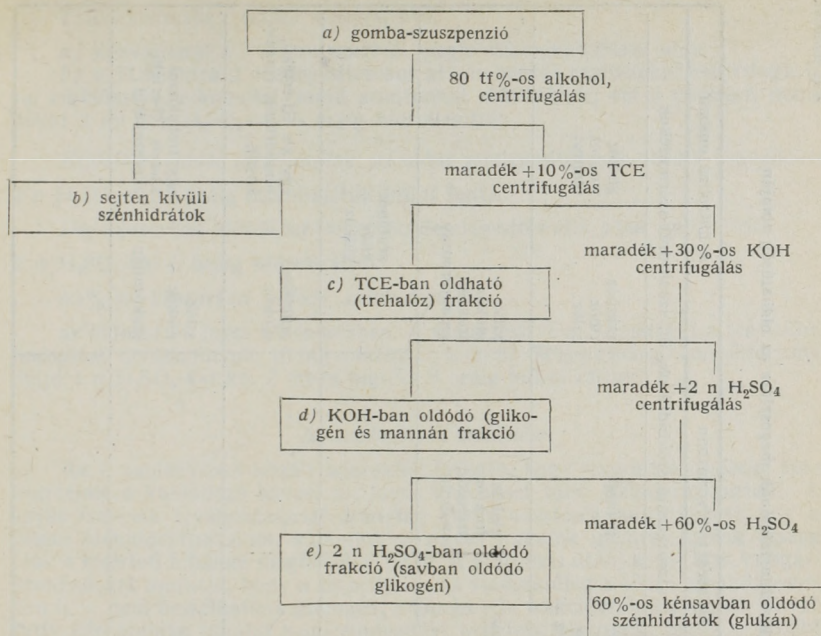 a) gomba-szuszpenzió
80 tf%-os alkohol,
centrifugálás
b) sejten kívüli
szénhidrátok
maradék +10%-os TCE
centrifugálás
c) TCE-ban oldható
(trehalóz) frakció
maradék +30%-os KOH
centrifugálás
d) KOH-ban oldódó (gliko-
gén és mannán frakció
maradék +2 n H₂SO₄
centrifugálás
e) 2 n H₂SO₄-ban oldódó
frakció (savban oldódó
glikogén)
maradék +60%-os H₂SO₄
60%-os kénsavban oldódó
szénhidrátok (glukán)